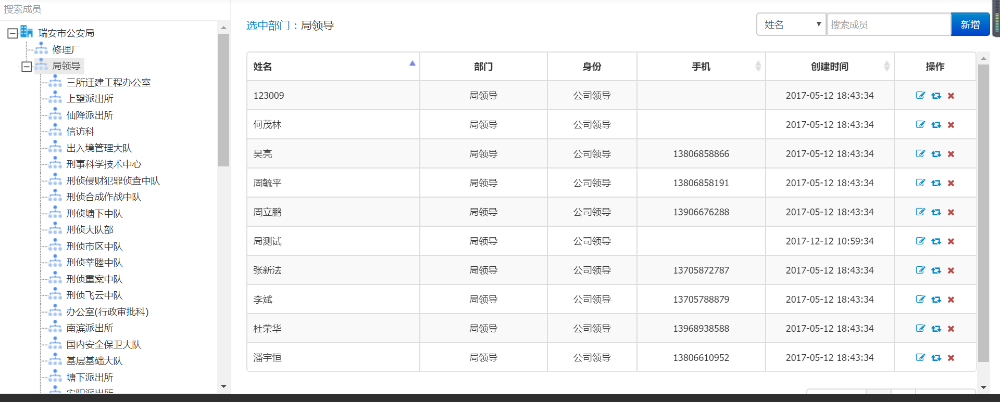 搜索成员
瑞安市公安局
修理厂
局领导
三所迁建工程办公室
上望派出所
仙降派出所
信访科
出入境管理大队
刑事科学技术中心
刑侦侵财犯罪侦查中队
刑侦合成作战中队
刑侦塘下中队
刑侦大队部
刑侦市区中队
刑侦莘塍中队
刑侦重案中队
刑侦飞云中队
办公室(行政审批科)
南滨派出所
国内安全保卫大队
基层基础大队
塘下派出所
安阳派出所
选中部门：局领导
姓名 搜索成员 新增
姓名 部门 身份 手机 创建时间 操作
123009 局领导 公司领导 2017-05-12 18:43:34
何茂林 局领导 公司领导 2017-05-12 18:43:34
吴亮 局领导 公司领导 13806858866 2017-05-12 18:43:34
周毓平 局领导 公司领导 13806858191 2017-05-12 18:43:34
周立鹏 局领导 公司领导 13906676288 2017-05-12 18:43:34
局测试 局领导 公司领导 2017-12-12 10:59:34
张新法 局领导 公司领导 13705872787 2017-05-12 18:43:34
李斌 局领导 公司领导 13705788879 2017-05-12 18:43:34
杜荣华 局领导 公司领导 13968938588 2017-05-12 18:43:34
潘宇恒 局领导 公司领导 13806610952 2017-05-12 18:43:34